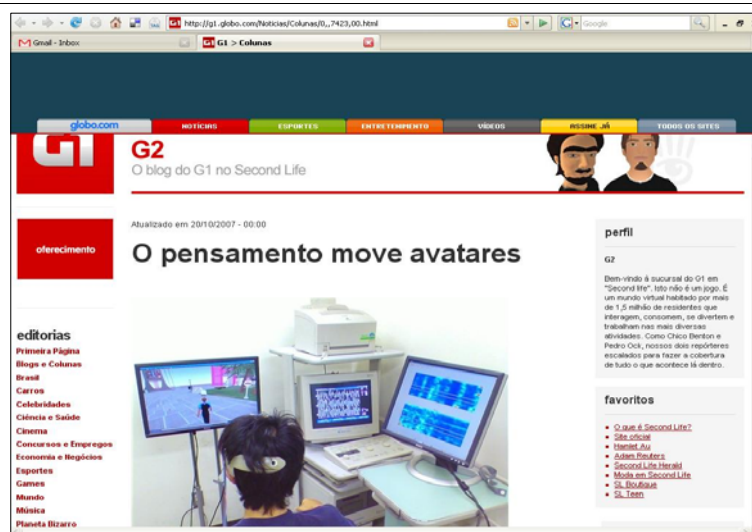 http://g1.globo.com/Noticias/Colunas/0,,7423,00.html
Google
Gmail - Inbox
G1 G1 > Colunas
globo.com
NOTÍCIAS
ESPORTES
ENTRETENIMENTO
VÍDEOS
ASSINE JÁ
TODOS OS SITES
G1
G2
O blog do G1 no Second Life
oferecimento
Atualizado em 20/10/2007 - 00:00
O pensamento move avatares
editorias
Primeira Página
Blogs e Colunas
Brasil
Carros
Celebridades
Ciência e Saúde
Cinema
Concursos e Empregos
Economia e Negócios
Esportes
Games
Mundo
Música
Planeta Bizarro
perfil
G2
Bem-vindo à sucursal do G1 em
"Second life". Isto não é um jogo. É
um mundo virtual habitado por mais
de 1,5 milhão de residentes que
interagem, consomem, se divertem e
trabalham nas mais diversas
atividades. Como Chico Benton e
Pedro Ock, nossos dois repórteres
escalados para fazer a cobertura
de tudo o que acontece lá dentro.
favoritos
O que é Second Life?
Site oficial
Hamlet Au
Adam Reuters
Second Life Herald
Moda em Second Life
SL Boutique
SL Teen